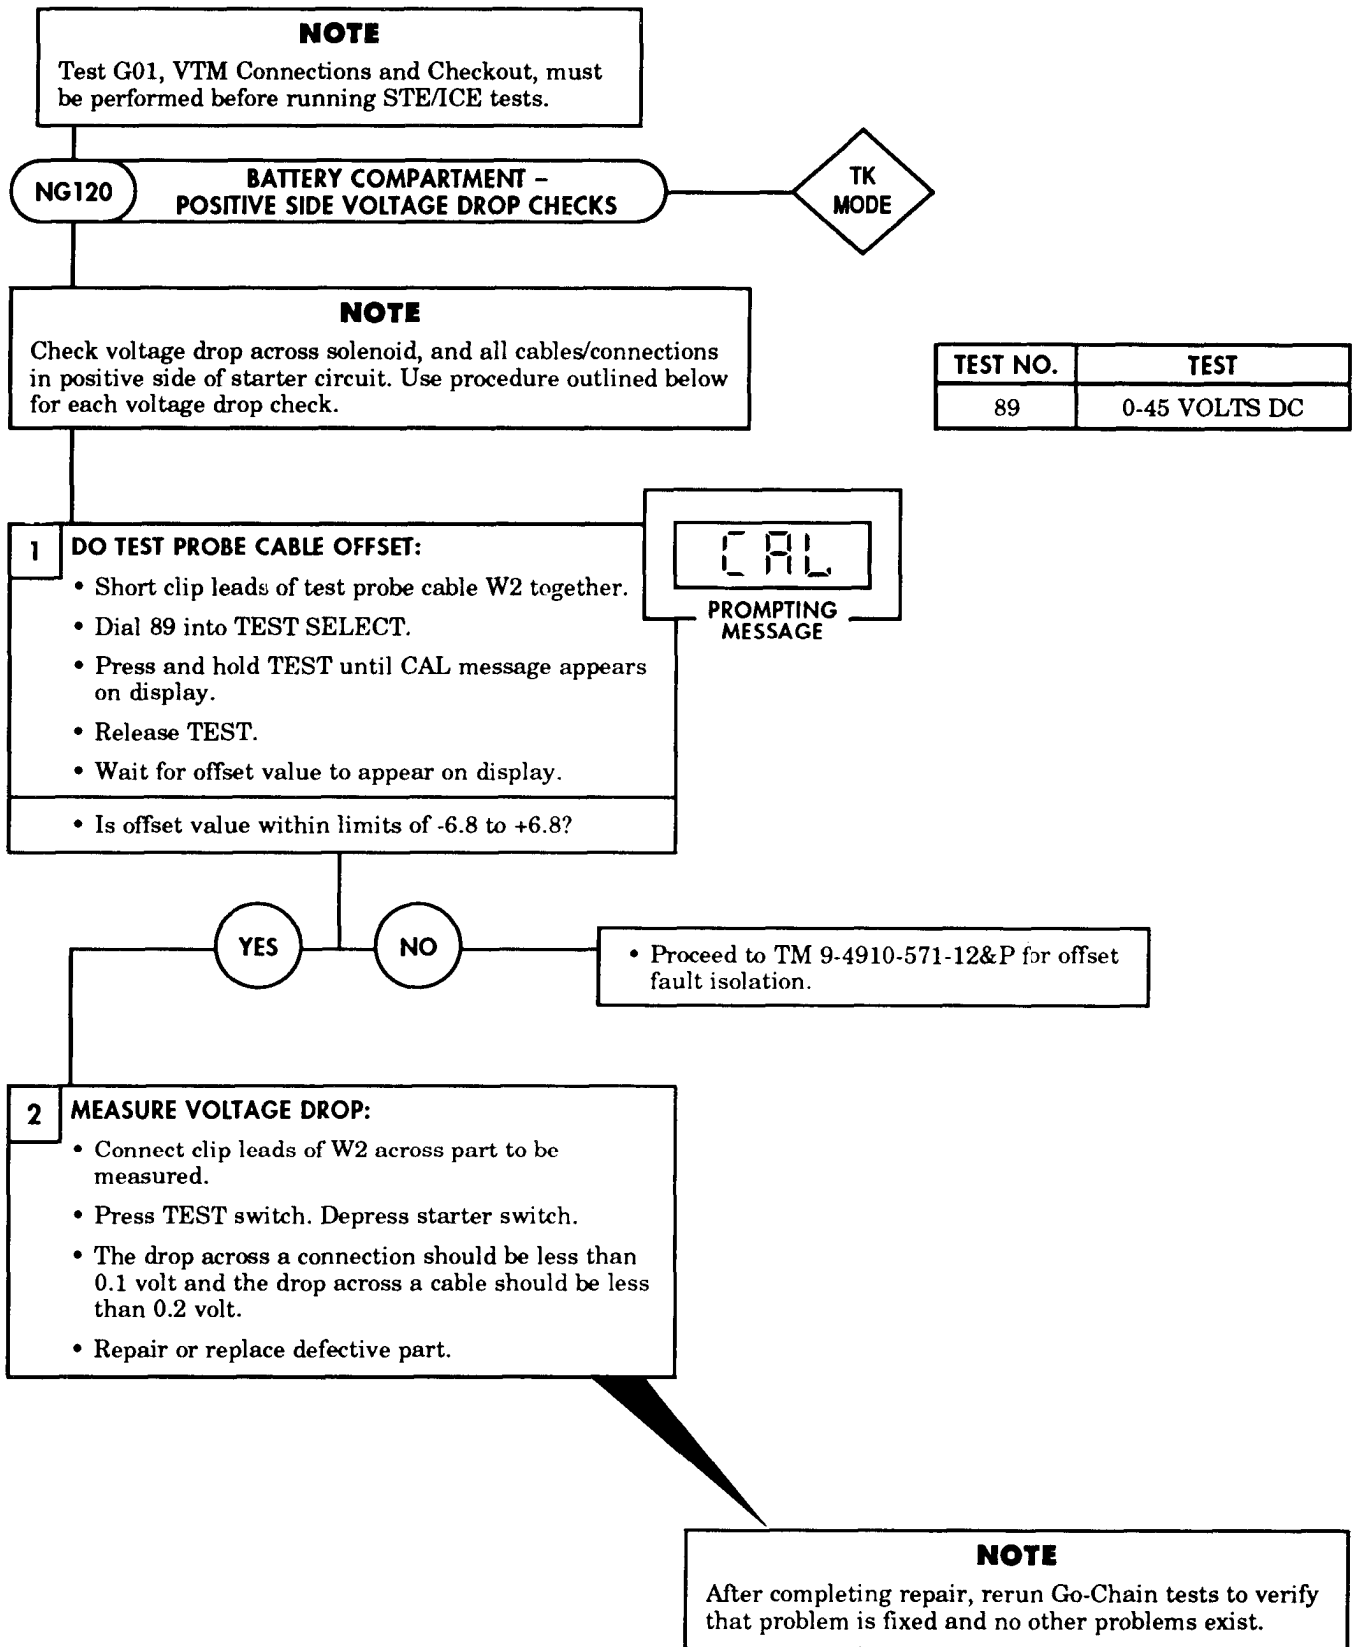 NOTE
Test G01, VTM Connections and Checkout, must
be performed before running STE/ICE tests.
NG120
BATTERY COMPARTMENT –
POSITIVE SIDE VOLTAGE DROP CHECKS
TK
MODE
NOTE
Check voltage drop across solenoid, and all cables/connections
in positive side of starter circuit. Use procedure outlined below
for each voltage drop check.
TEST NO. TEST
89 0-45 VOLTS DC
1 DO TEST PROBE CABLE OFFSET:
• Short clip leads of test probe cable W2 together.
• Dial 89 into TEST SELECT.
• Press and hold TEST until CAL message appears
on display.
• Release TEST.
• Wait for offset value to appear on display.
• Is offset value within limits of -6.8 to +6.8?
CAL
PROMPTING
MESSAGE
YES
NO
• Proceed to TM 9-4910-571-12&P for offset
fault isolation.
2 MEASURE VOLTAGE DROP:
• Connect clip leads of W2 across part to be
measured.
• Press TEST switch. Depress starter switch.
• The drop across a connection should be less than
0.1 volt and the drop across a cable should be less
than 0.2 volt.
• Repair or replace defective part.
NOTE
After completing repair, rerun Go-Chain tests to verify
that problem is fixed and no other problems exist.